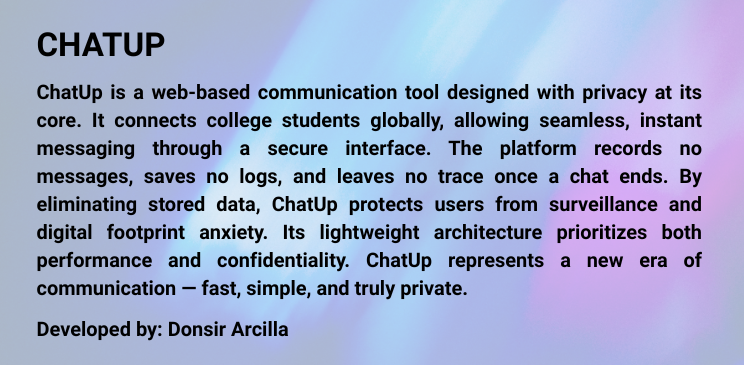 CHATUP
ChatUp is a web-based communication tool designed with privacy at its
core. It connects college students globally, allowing seamless, instant
messaging through a secure interface. The platform records no
messages, saves no logs, and leaves no trace once a chat ends. By
eliminating stored data, ChatUp protects users from surveillance and
digital footprint anxiety. Its lightweight architecture prioritizes both
performance and confidentiality. ChatUp represents a new era of
communication — fast, simple, and truly private.
Developed by: Donsir Arcilla